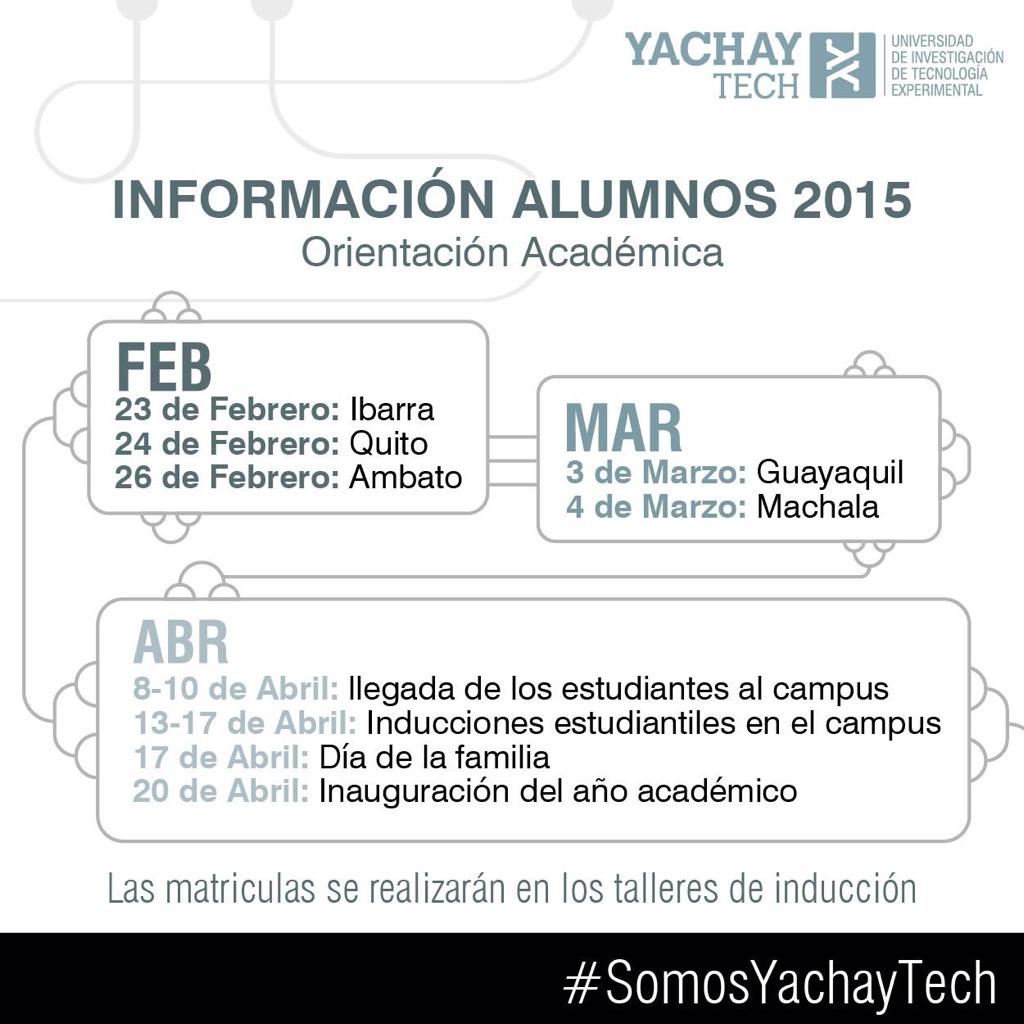 YACHAY
TECH
UNIVERSIDAD
DE INVESTIGACIÓN
DE TECNOLOGÍA
EXPERIMENTAL
INFORMACIÓN ALUMNOS 2015
Orientación Académica
FEB
23 de Febrero: Ibarra
24 de Febrero: Quito
26 de Febrero: Ambato
MAR
3 de Marzo: Guayaquil
4 de Marzo: Machala
ABR
8-10 de Abril: llegada de los estudiantes al campus
13-17 de Abril: Inducciones estudiantiles en el campus
17 de Abril: Día de la familia
20 de Abril: Inauguración del año académico
Las matriculas se realizarán en los talleres de inducción
#SomosYachayTech